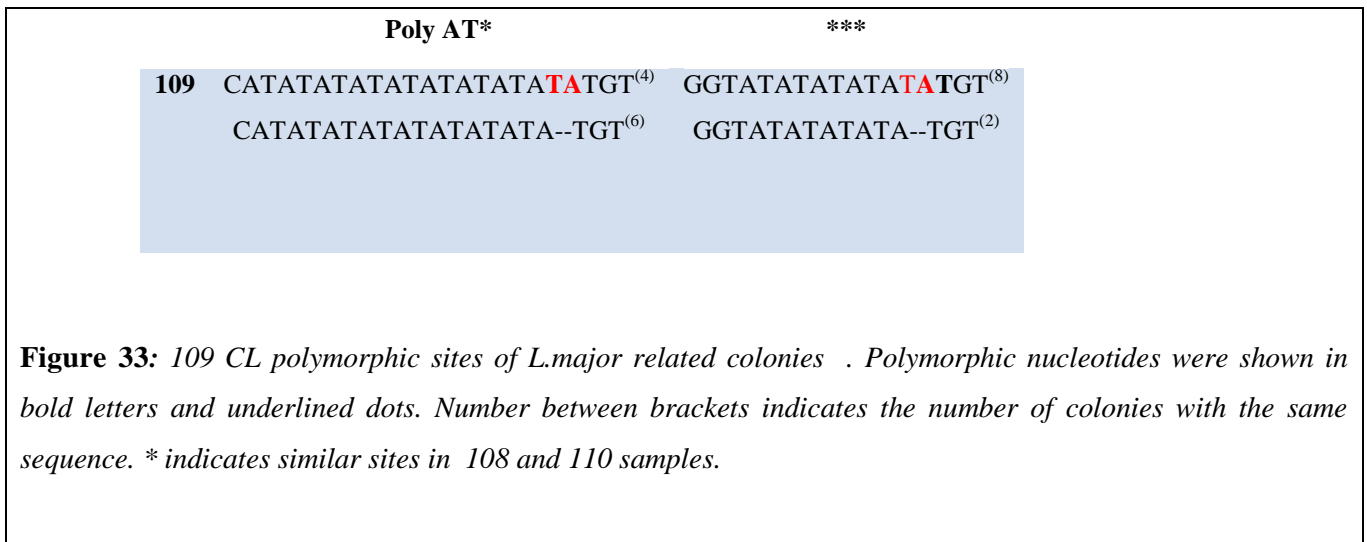 Poly AT* ***
109 CATATATATATATATATATATGT(4) GGTATATATATATATGT(8)
CATATATATATATATATA--TGT(6) GGTATATATATA--TGT(2)
Figure 33: 109 CL polymorphic sites of L.major related colonies . Polymorphic nucleotides were shown in
bold letters and underlined dots. Number between brackets indicates the number of colonies with the same
sequence. * indicates similar sites in 108 and 110 samples.